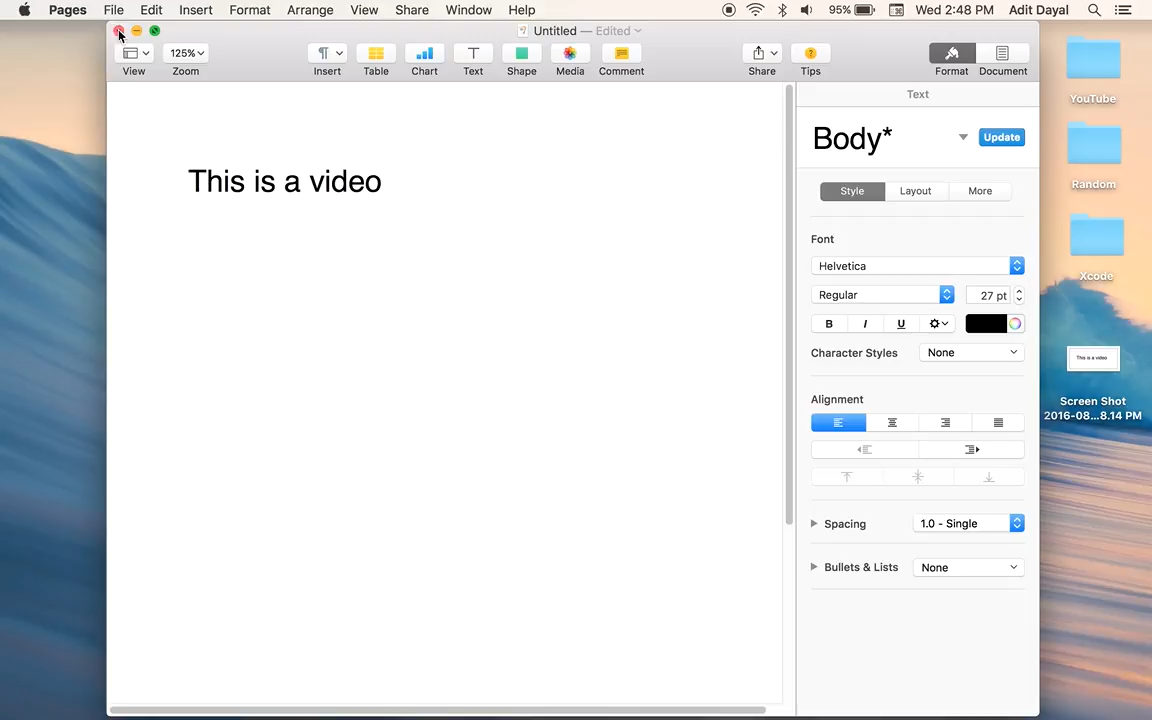 Pages File Edit Insert Format Arrange View Share Window Help 95% Wed 2:48 PM Adit Dayal
Untitled — Edited
125%
View Zoom Insert Table Chart Text Shape Media Comment Share Tips Format Document
Text
Body* Update
Style Layout More
Font
Helvetica
Regular 27 pt
B I U
Character Styles None
Alignment
Spacing 1.0 - Single
Bullets & Lists None
This is a video
YouTube
Random
Xcode
This is a video
Screen Shot
2016-08...8.14 PM